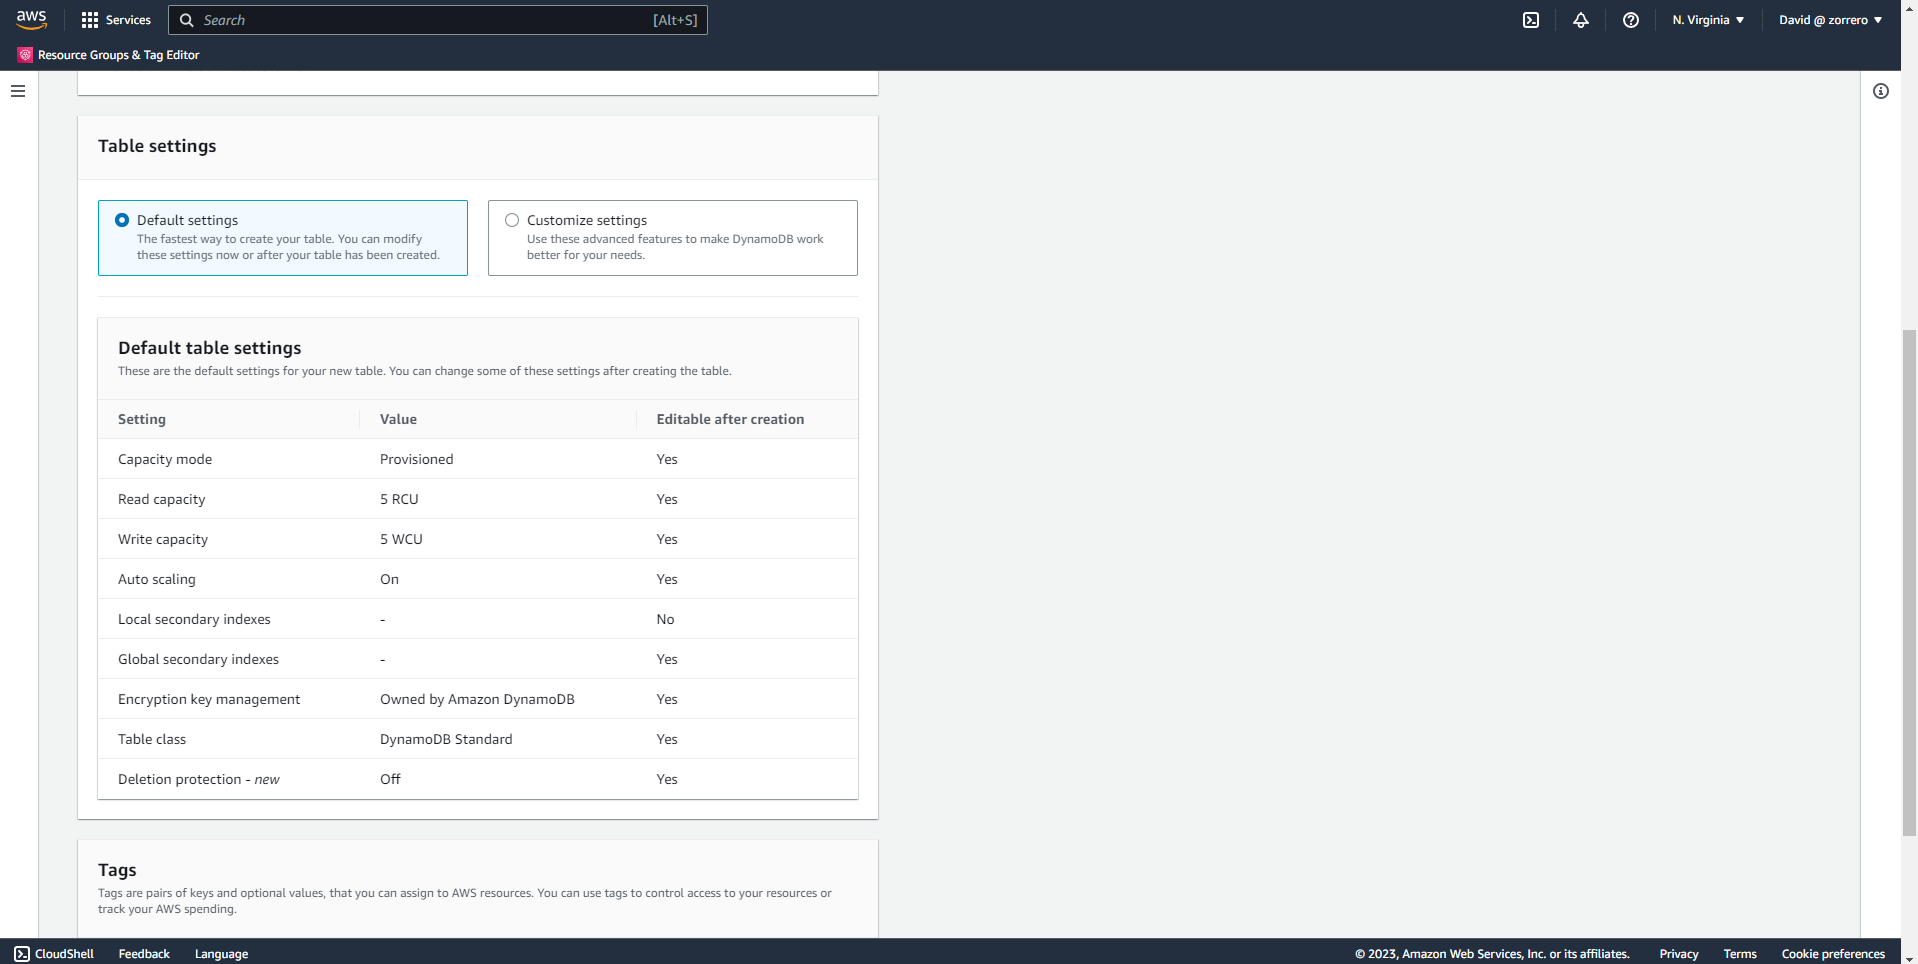 aws
Services
Search
[Alt+S]
N. Virginia
David @ zorrero
Resource Groups & Tag Editor
Table settings
Default settings
The fastest way to create your table. You can modify
these settings now or after your table has been created.
Customize settings
Use these advanced features to make DynamoDB work
better for your needs.
Default table settings
These are the default settings for your new table. You can change some of these settings after creating the table.
Setting Value Editable after creation
Capacity mode Provisioned Yes
Read capacity 5 RCU Yes
Write capacity 5 WCU Yes
Auto scaling On Yes
Local secondary indexes - No
Global secondary indexes - Yes
Encryption key management Owned by Amazon DynamoDB Yes
Table class DynamoDB Standard Yes
Deletion protection - new Off Yes
Tags
Tags are pairs of keys and optional values, that you can assign to AWS resources. You can use tags to control access to your resources or
track your AWS spending.
CloudShell Feedback Language © 2023, Amazon Web Services, Inc. or its affiliates. Privacy Terms Cookie preferences